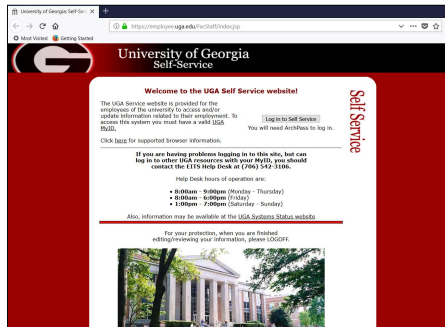 University of Georgia: Self-Ser
https://employee.uga.edu/FacStaff/index.jsp
Most Visited Getting Started
University of Georgia
Self-Service
Welcome to the UGA Self Service website!
The UGA Service website is provided for the
employees of the university to access and/or
update information related to their employment. To
access this system you must have a valid UGA
MyID.
Log in to Self Service
You will need ArchPass to log in.
Self Service
Click here for supported browser information.
If you are having problems logging in to this site, but can
log in to other UGA resources with your MyID, you should
contact the EITS Help Desk at (706) 542-3106.
Help Desk hours of operation are:
• 8:00am - 9:00pm (Monday - Thursday)
• 8:00am - 6:00pm (Friday)
• 1:00pm - 7:00pm (Saturday - Sunday)
Also, information may be available at the UGA Systems Status website
For your protection, when you are finished
editing/reviewing your information, please LOGOFF.